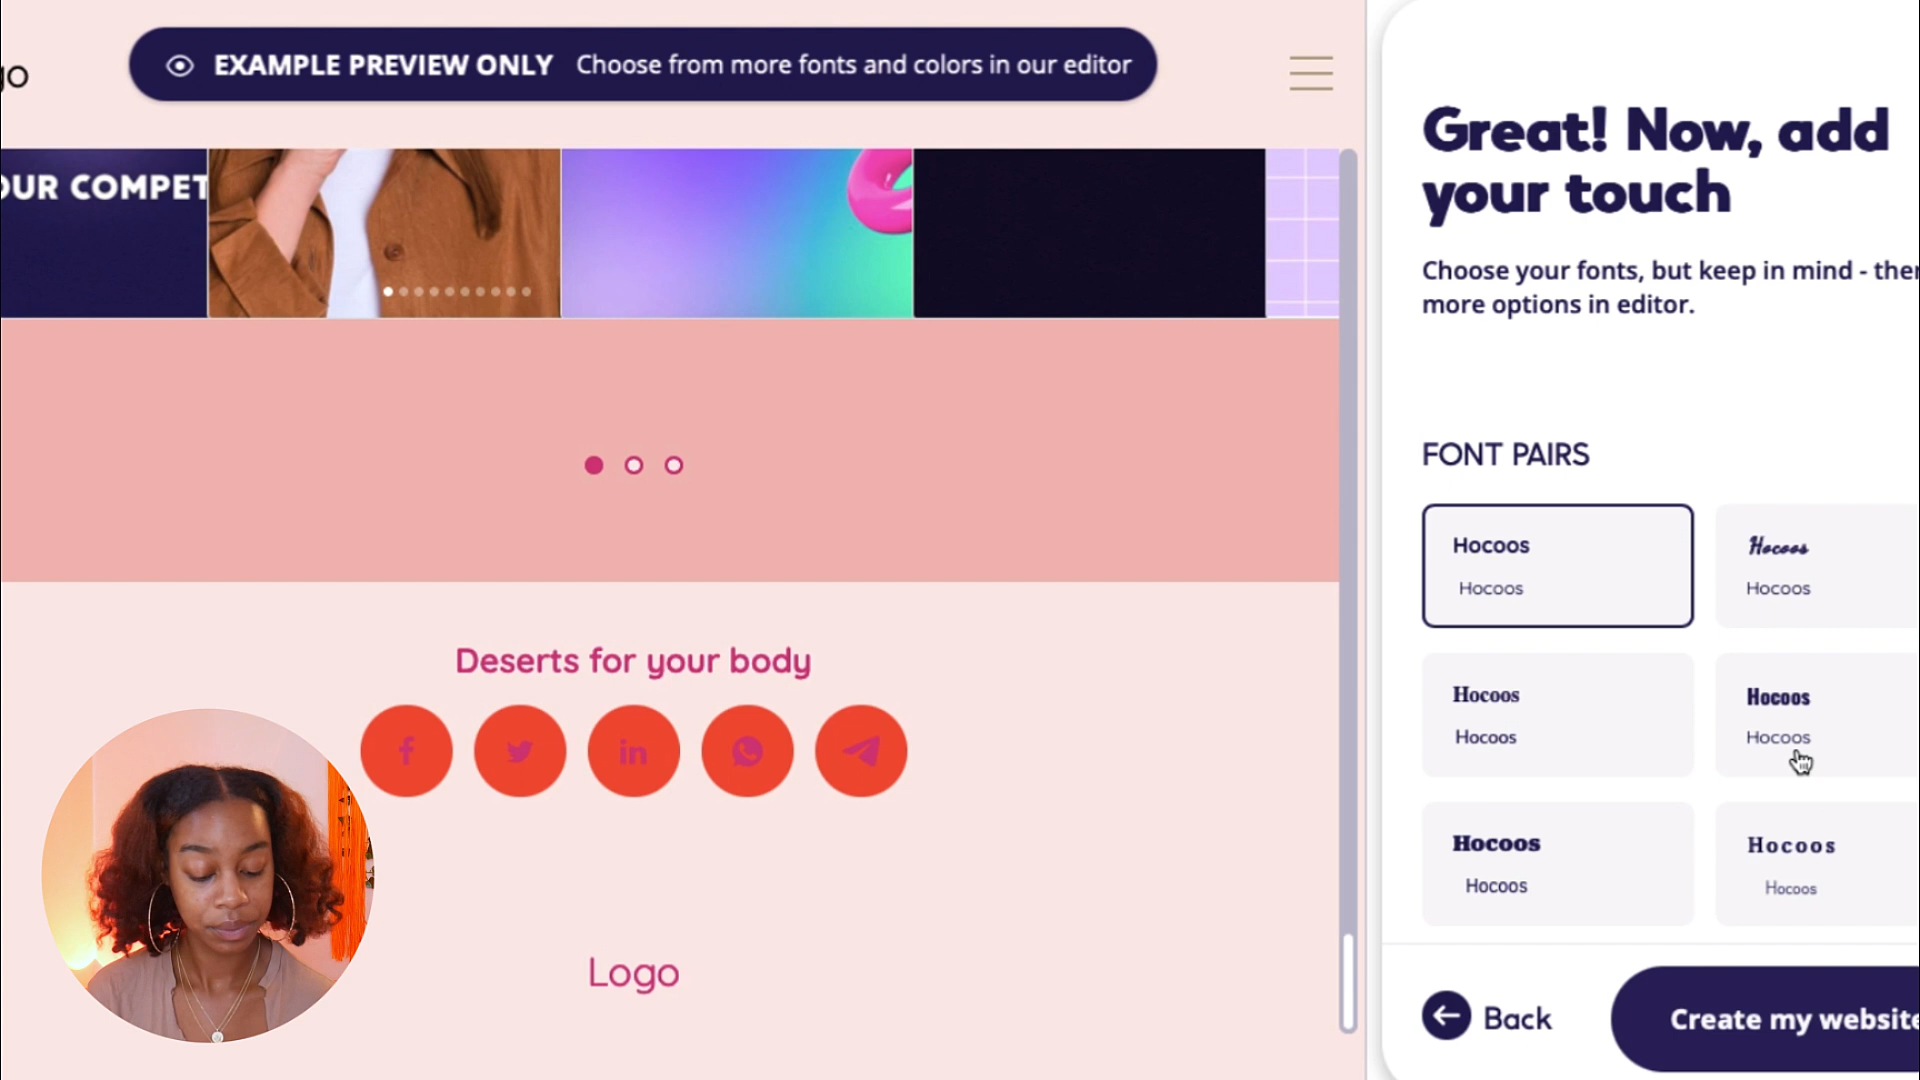 go
EXAMPLE PREVIEW ONLY Choose from more fonts and colors in our editor
OUR COMPET
Deserts for your body
Logo
Great! Now, add
your touch
Choose your fonts, but keep in mind - ther
more options in editor.
FONT PAIRS
Hocoos
Hocoos
Hocoos
Hocoos
Hocoos
Hocoos
Hocoos
Hocoos
Hocoos
Hocoos
Hocoos
Hocoos
Back
Create my website